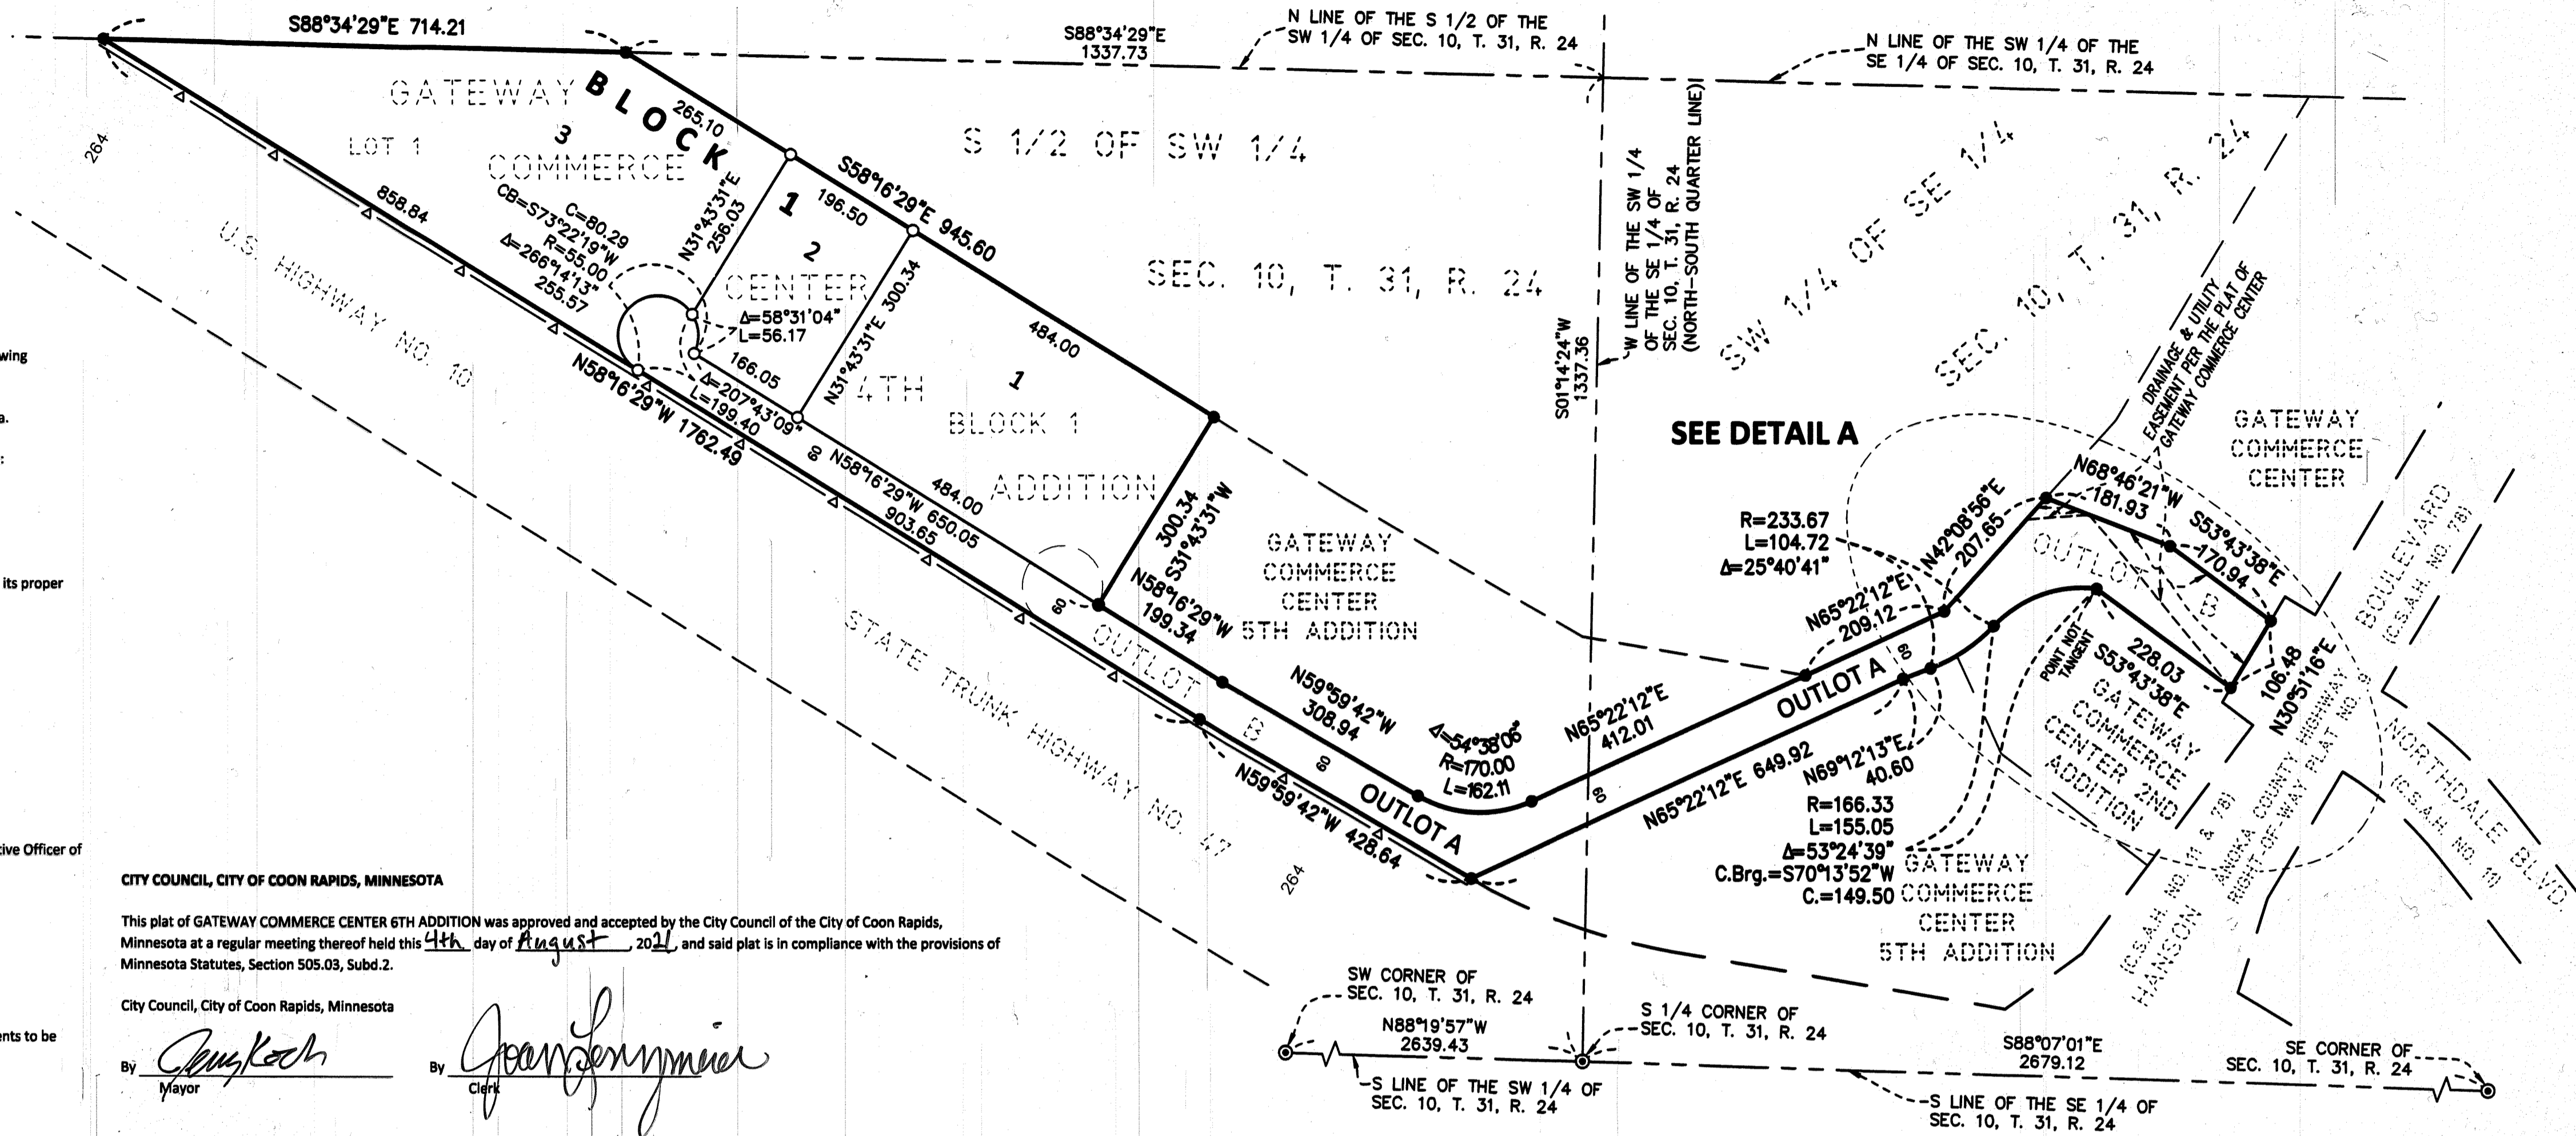 S88°34'29"E 714.21
S88°34'29"E
1337.73
N LINE OF THE S 1/2 OF THE
SW 1/4 OF SEC. 10, T. 31, R. 24
N LINE OF THE SW 1/4 OF THE
SE 1/4 OF SEC. 10, T. 31, R. 24
GATEWAY
COMMERCE
CENTER
4TH
ADDITION
LOT 1
BLOCK 1
BLOCK
1
3
2
1
265.10
S58°16'29"E 945.60
196.50
484.00
N31°43'31"E
256.03
N31°43'31"E 300.34
C=80.29
CB=S73°22'19"W
R=55.00
Δ=266°14'13"
255.57
Δ=58°31'04"
L=56.17
166.05
Δ=207°43'09"
L=199.40
858.84
264
N58°16'29"W 1762.49
60
N58°16'29"W 650.05
903.65
484.00
300.34
S31°43'31"W
N58°16'29"W
199.34
60
OUTLOT
B
U.S. HIGHWAY NO. 10
STATE TRUNK HIGHWAY NO. 47
264
S 1/2 OF SW 1/4
SEC. 10, T. 31, R. 24
S01°14'24"W
1337.36
W LINE OF THE SW 1/4
OF THE SE 1/4 OF
SEC. 10, T. 31, R. 24
(NORTH-SOUTH QUARTER LINE)
SW 1/4 OF SE 1/4
SEC. 10, T. 31, R. 24
DRAINAGE & UTILITY
EASEMENT PER THE PLAT OF
GATEWAY COMMERCE CENTER
SEE DETAIL A
GATEWAY
COMMERCE
CENTER
GATEWAY
COMMERCE
CENTER
5TH ADDITION
N59°59'42"W
308.94
60
OUTLOT A
N59°59'42"W 428.64
Δ=54°38'06"
R=170.00
L=162.11
N65°22'12"E
412.01
OUTLOT A
60
N65°22'12"E 649.92
N65°22'12"E
209.12
60
N69°12'13"E
40.60
R=233.67
L=104.72
Δ=25°40'41"
N42°08'56"E
207.65
N68°46'21"W
181.93
S53°43'38"E
170.94
OUTLOT
B
POINT NOT
TANGENT
228.03
S53°43'38"E
106.48
N30°51'16"E
R=166.33
L=155.05
Δ=53°24'39"
C.Brg.=S70°13'52"W
C.=149.50
GATEWAY
COMMERCE
CENTER 2ND
ADDITION
GATEWAY
COMMERCE
CENTER
5TH ADDITION
BOULEVARD
(C.S.A.H. NO. 78)
ANOKA COUNTY HIGHWAY
RIGHT-OF-WAY PLAT NO. 9
(C.S.A.H. NO. 11 & 78)
HANSON
NORTHDALE BLVD.
(C.S.A.H. NO. 11)
SW CORNER OF
SEC. 10, T. 31, R. 24
N88°19'57"W
2639.43
S LINE OF THE SW 1/4 OF
SEC. 10, T. 31, R. 24
S 1/4 CORNER OF
SEC. 10, T. 31, R. 24
S88°07'01"E
2679.12
S LINE OF THE SE 1/4 OF
SEC. 10, T. 31, R. 24
SE CORNER OF
SEC. 10, T. 31, R. 24
wing
a.
:
its proper
tive Officer of
ents to be
CITY COUNCIL, CITY OF COON RAPIDS, MINNESOTA
This plat of GATEWAY COMMERCE CENTER 6TH ADDITION was approved and accepted by the City Council of the City of Coon Rapids,
Minnesota at a regular meeting thereof held this 4th day of August, 2021, and said plat is in compliance with the provisions of
Minnesota Statutes, Section 505.03, Subd.2.
City Council, City of Coon Rapids, Minnesota
By Jerry Koch
Mayor
By Joan
Clerk